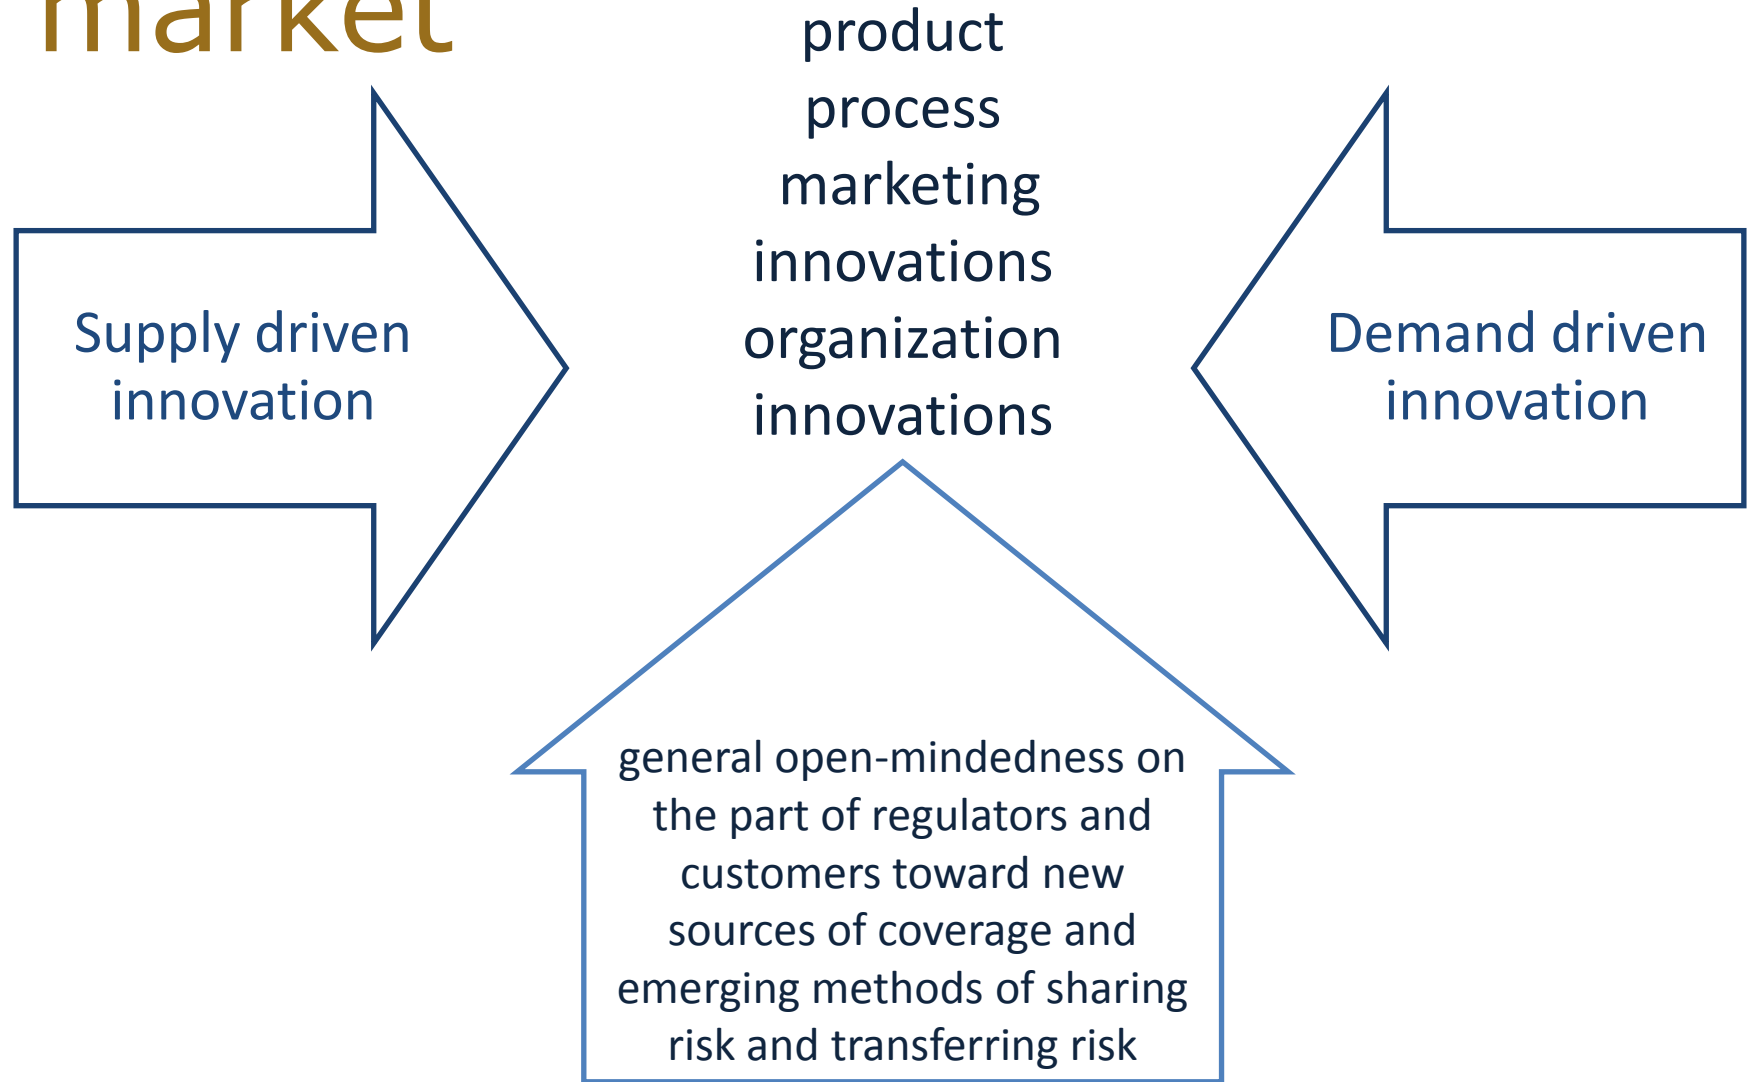 market
product
process
marketing
innovations
organization
innovations
Supply driven
innovation
Demand driven
innovation
general open-mindedness on
the part of regulators and
customers toward new
sources of coverage and
emerging methods of sharing
risk and transferring risk